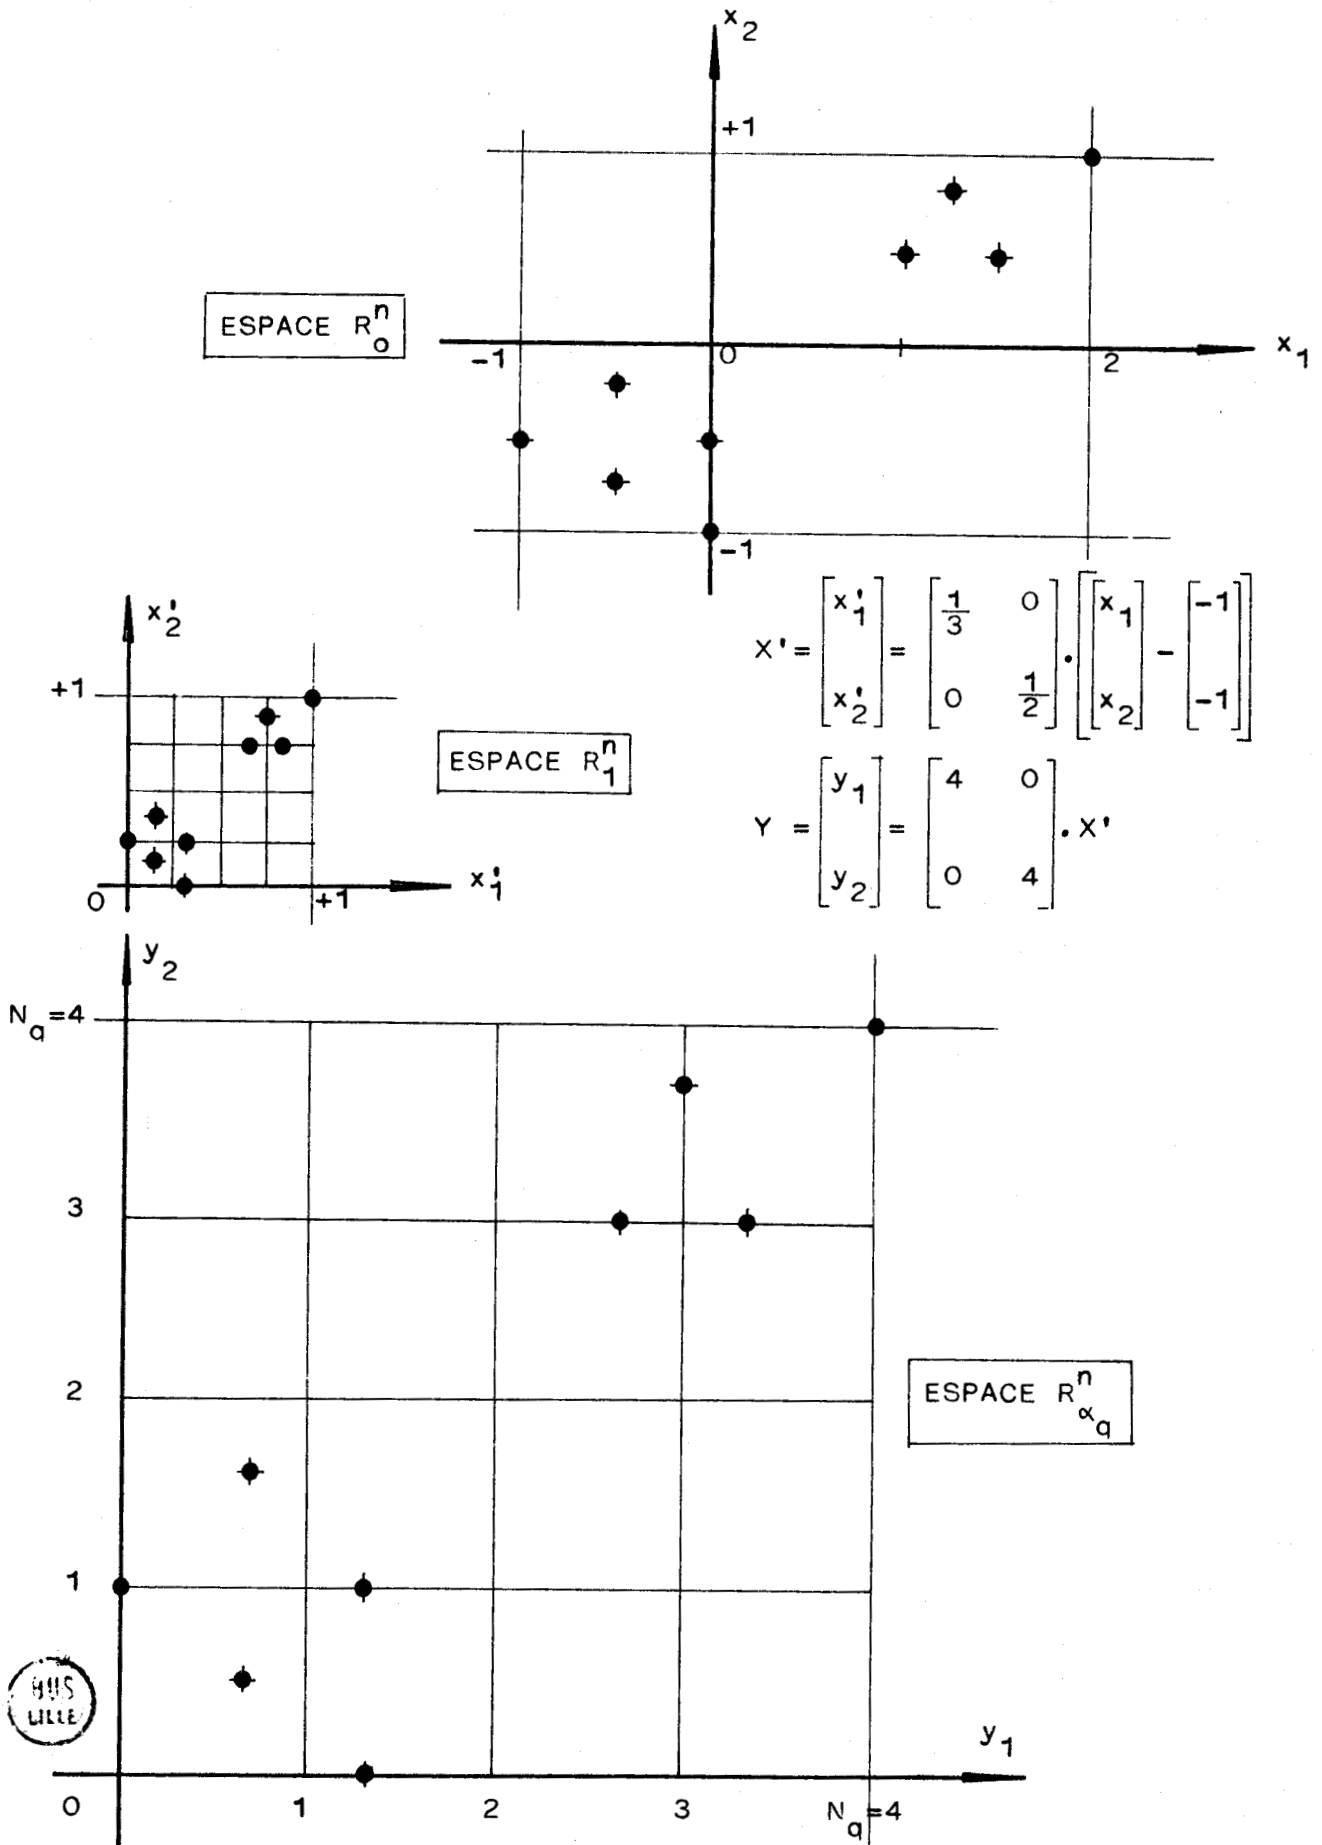 x2
+1
ESPACE R^n_o
-1 0 2 x1
-1
X' = [x'1 x'2] = [1/3 0 0 1/2] . [[x1 x2] - [-1 -1]]
x'2
+1
ESPACE R^n_1
0 +1 x'1
Y = [y1 y2] = [4 0 0 4] . X'
y2
Nq=4
3
2
ESPACE R^n_αq
1
BUS
LILLE
y1
0 1 2 3 Nq=4